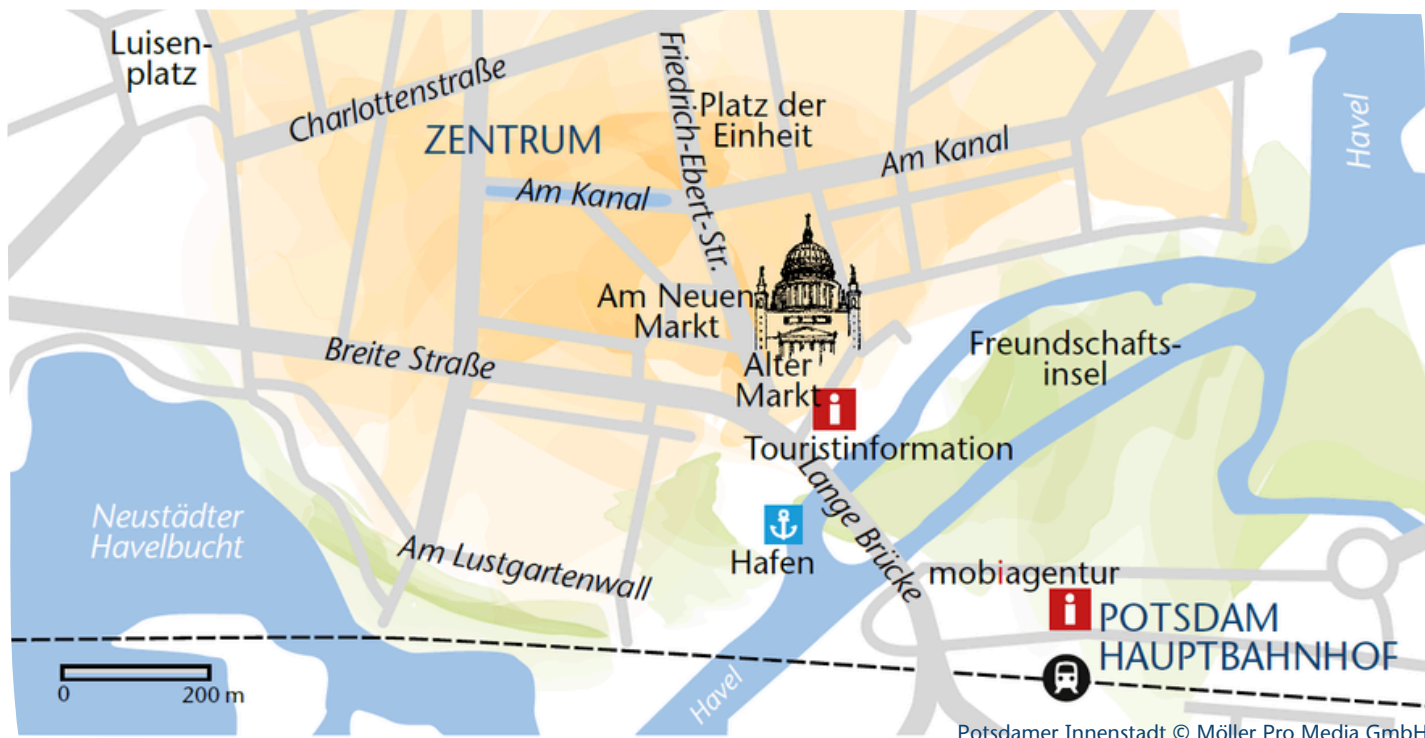 Luisen-
platz
Charlottenstraße
ZENTRUM
Friedrich-Ebert-Str.
Platz der
Einheit
Am Kanal
Am Kanal
Havel
Am Neuen
Markt
Breite Straße
Alter
Markt
Freundschafts-
insel
i
Touristinformation
Lange Brücke
Neustädter
Havelbucht
Am Lustgartenwall
Hafen
mobiagentur
i
POTSDAM
HAUPTBAHNHOF
Havel
0 200 m
Potsdamer Innenstadt © Möller Pro Media GmbH